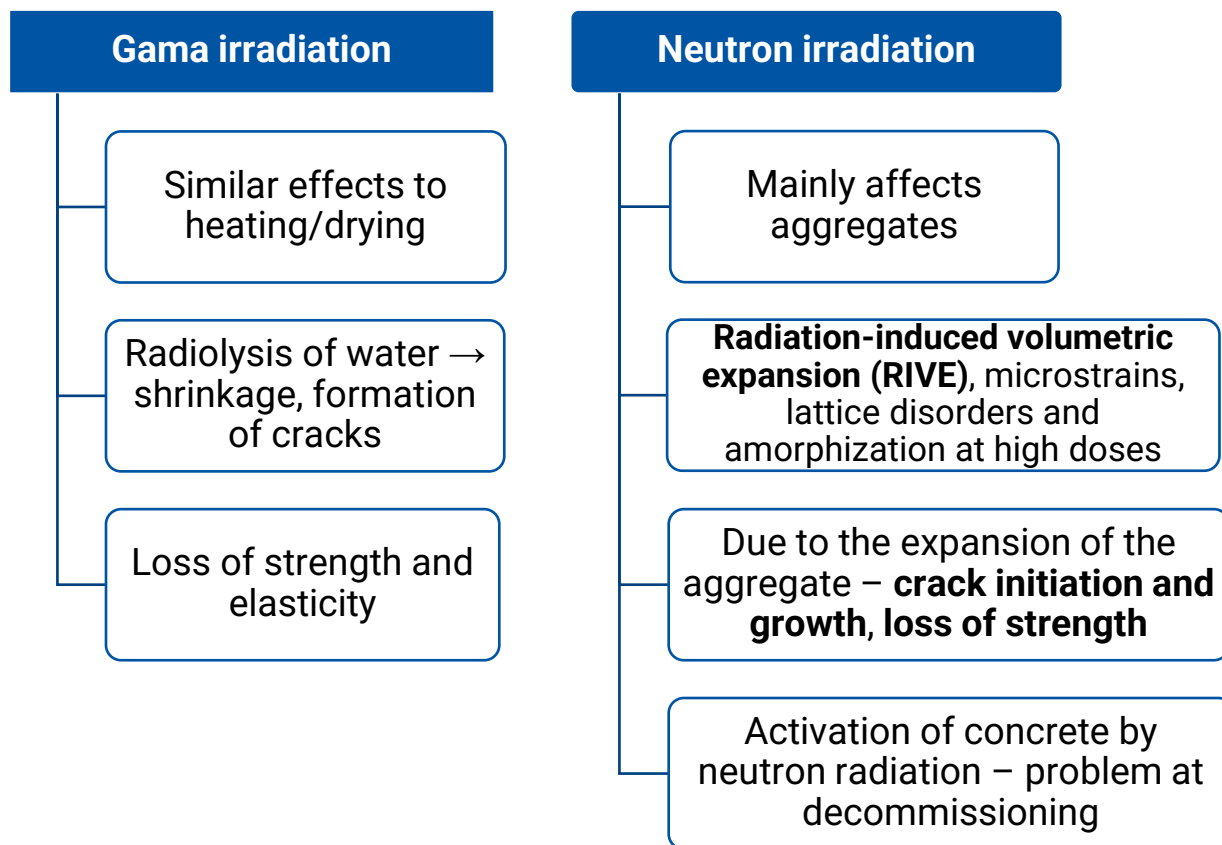 Gama irradiation
Similar effects to
heating/drying
Radiolysis of water →
shrinkage, formation
of cracks
Loss of strength and
elasticity
Neutron irradiation
Mainly affects
aggregates
Radiation-induced volumetric
expansion (RIVE), microstrains,
lattice disorders and
amorphization at high doses
Due to the expansion of the
aggregate – crack initiation and
growth, loss of strength
Activation of concrete by
neutron radiation – problem at
decommissioning